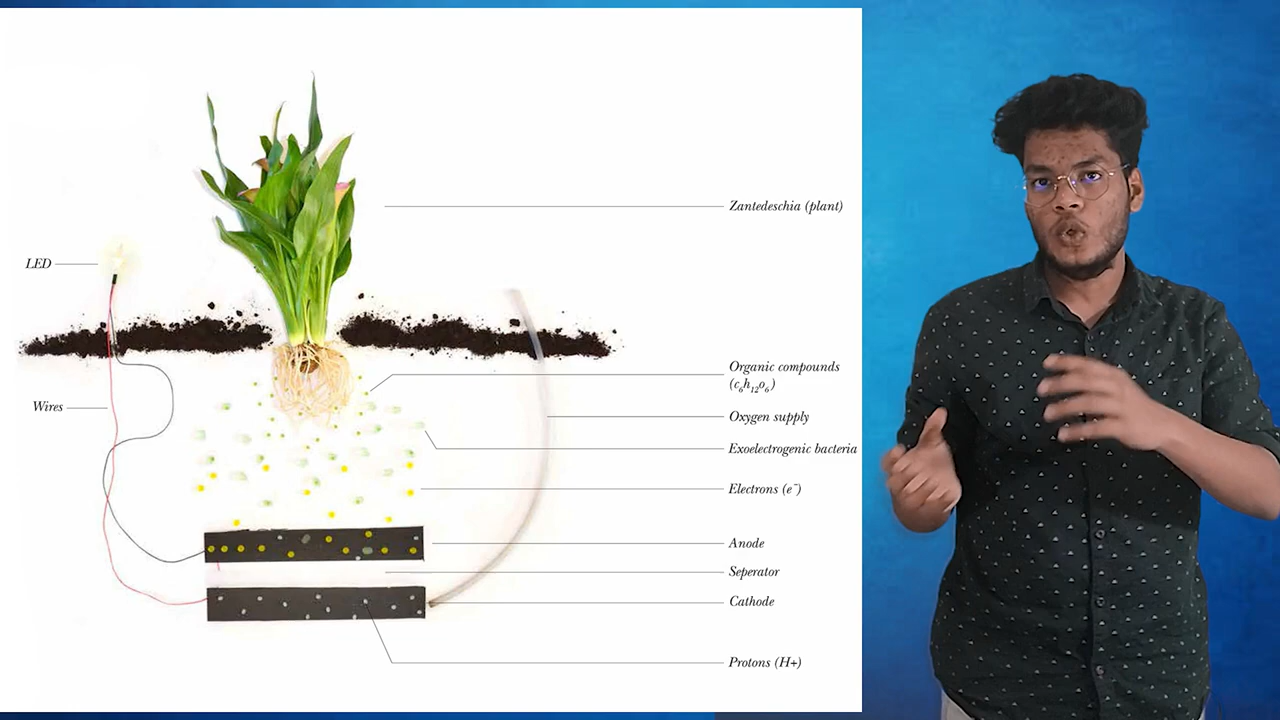 Zantedeschia (plant)
LED
Organic compounds
(c₆h₁₂o₆)
Wires
Oxygen supply
Exoelectrogenic bacteria
Electrons (e⁻)
Anode
Seperator
Cathode
Protons (H+)